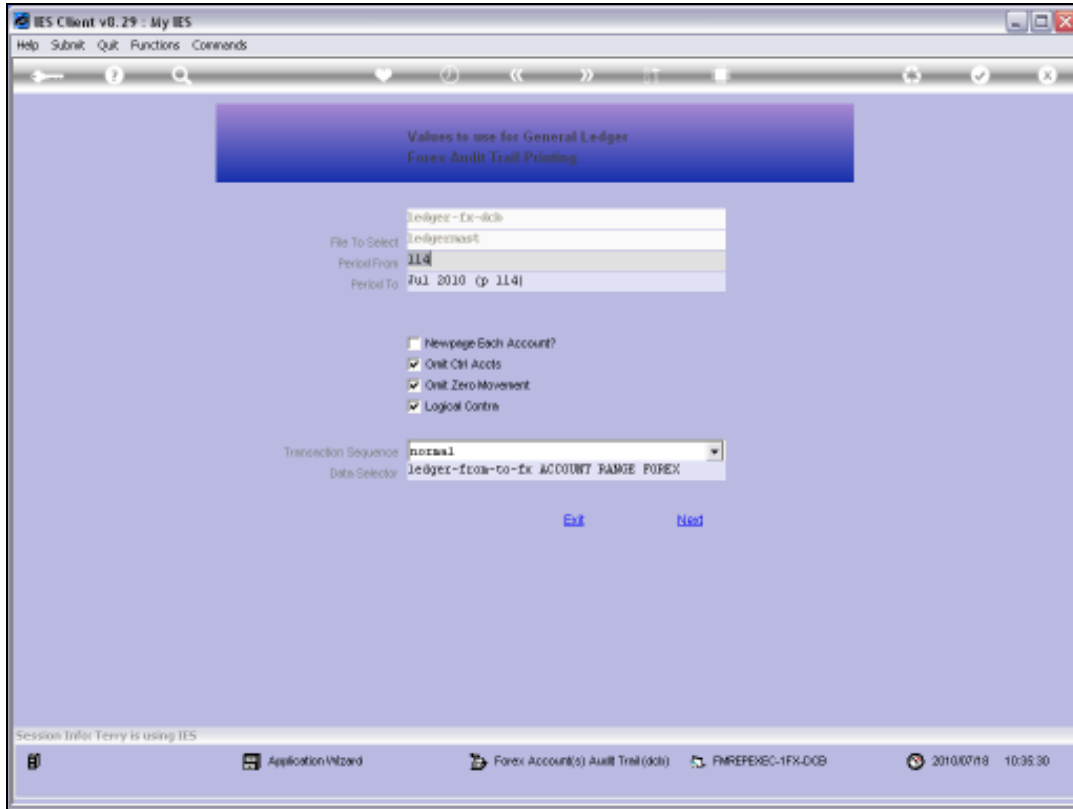 IES Client v8.29 : My IES
Help Submit Quit Functions Commands
Values to use for General Ledger
Forex Audit Trail Printing
ledger-fx-dcb
File To Select ledgermast
Period From 114
Period To Jul 2010 (p 114)
Newpage Each Account?
Omit Ctrl Accts
Omit Zero Movement
Logical Contra
Transaction Sequence normal
Data Selector ledger-from-to-fx ACCOUNT RANGE FOREX
Exit Next
Session Info: Terry is using IES
Application Wizard Forex Account(s) Audit Trail (dcb) FMREPEXEC-1FX-DCB 2010/07/18 10:35:30